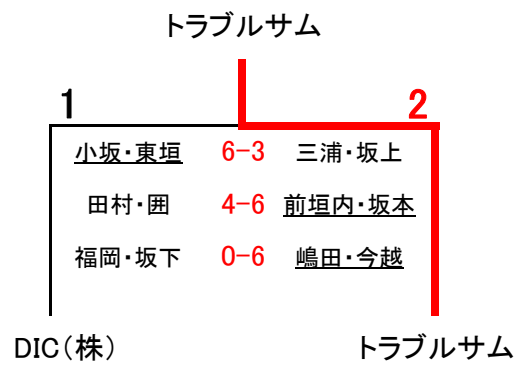 トラブルサム
1 2
小坂・東垣 6-3 三浦・坂上
田村・囲 4-6 前垣内・坂本
福岡・坂下 0-6 嶋田・今越
DIC(株) トラブルサム